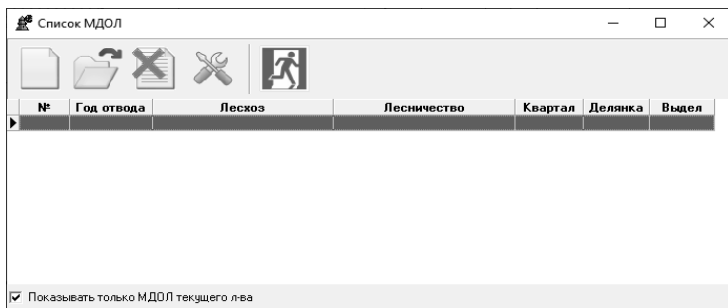 Список МДОЛ
№ Год отвода Лесхоз Лесничество Квартал Делянка Выдел
Показывать только МДОЛ текущего л-ва